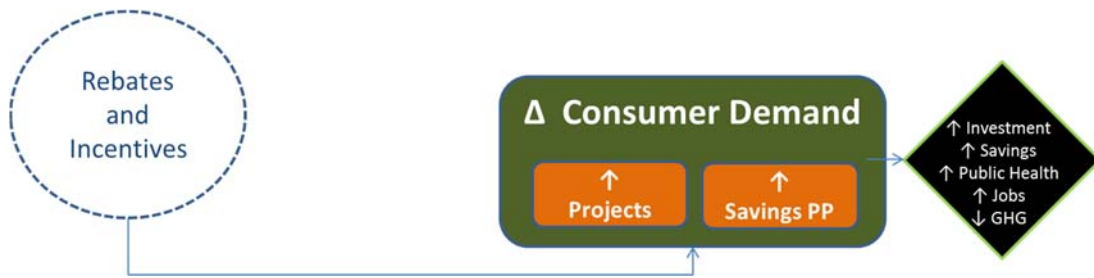 Rebates
and
Incentives
Δ Consumer Demand
↑
Projects
↑
Savings PP
↑ Investment
↑ Savings
↑ Public Health
↑ Jobs
↓ GHG